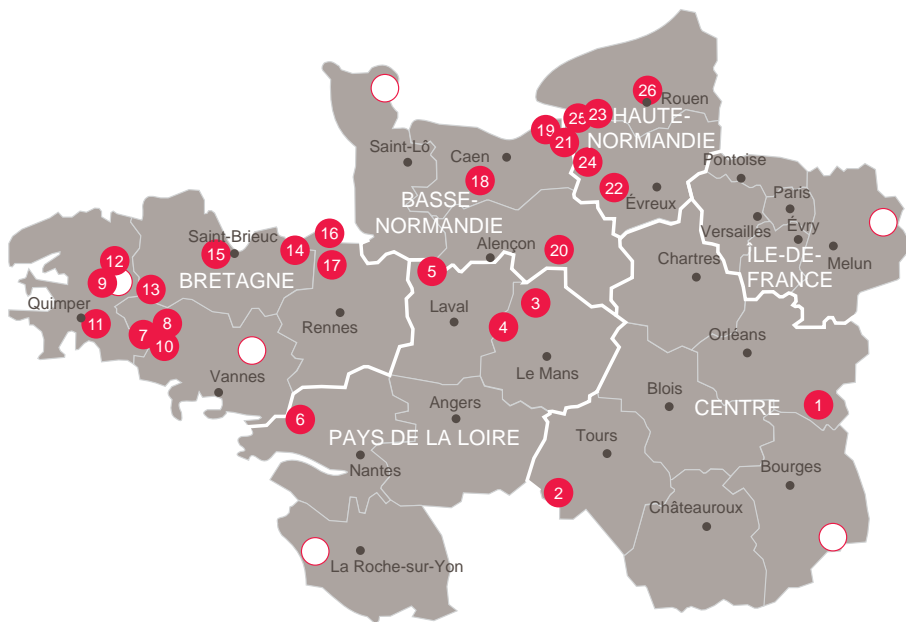 26
Rouen
25
23
HAUTE-
NORMANDIE
19
21
24
Saint-Lô
Caen
18
22
Évreux
BASSE-
NORMANDIE
Pontoise
Paris
Versailles
Évry
ÎLE-DE-
FRANCE
Melun
16
Saint-Brieuc
14
15
17
Alençon
20
Chartres
12
9
13
BRETAGNE
5
Laval
3
4
Quimper
11
7
8
10
Rennes
Le Mans
Orléans
Vannes
Blois
CENTRE
1
6
Angers
PAYS DE LA LOIRE
Nantes
Tours
2
Bourges
Châteauroux
La Roche-sur-Yon